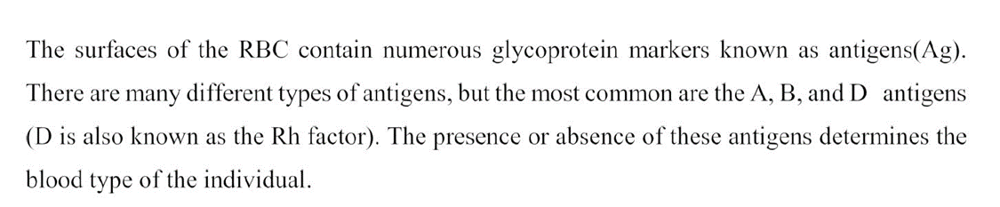 The surfaces of the RBC contain numerous glycoprotein markers known as antigens(Ag).
There are many different types of antigens, but the most common are the A, B, and D antigens
(D is also known as the Rh factor). The presence or absence of these antigens determines the
blood type of the individual.